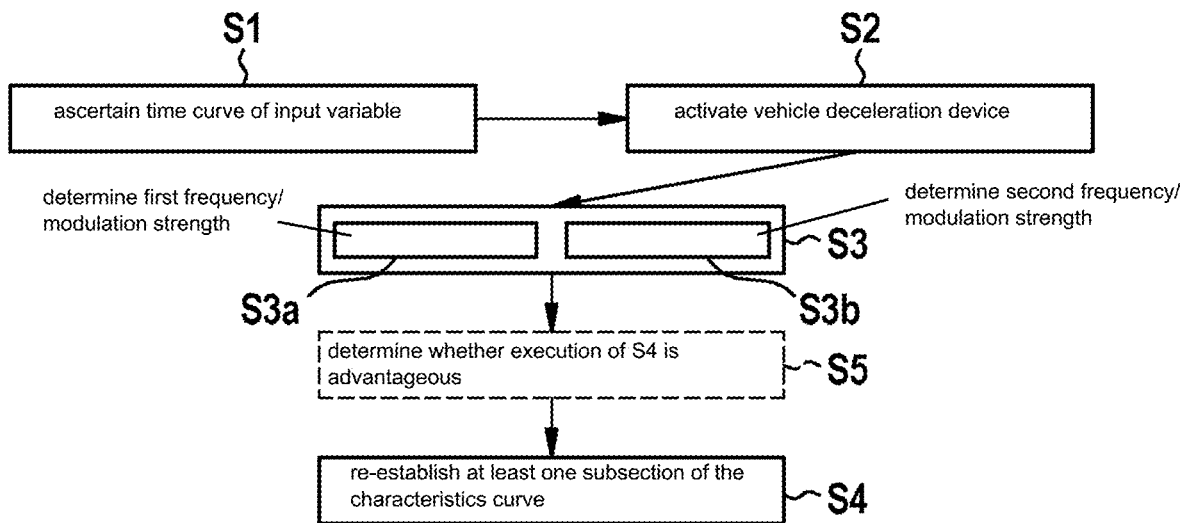 S1
S2
ascertain time curve of input variable
activate vehicle deceleration device
determine first frequency/
modulation strength
determine second frequency/
modulation strength
S3
S3a
S3b
determine whether execution of S4 is
advantageous
S5
re-establish at least one subsection of the
characteristics curve
S4